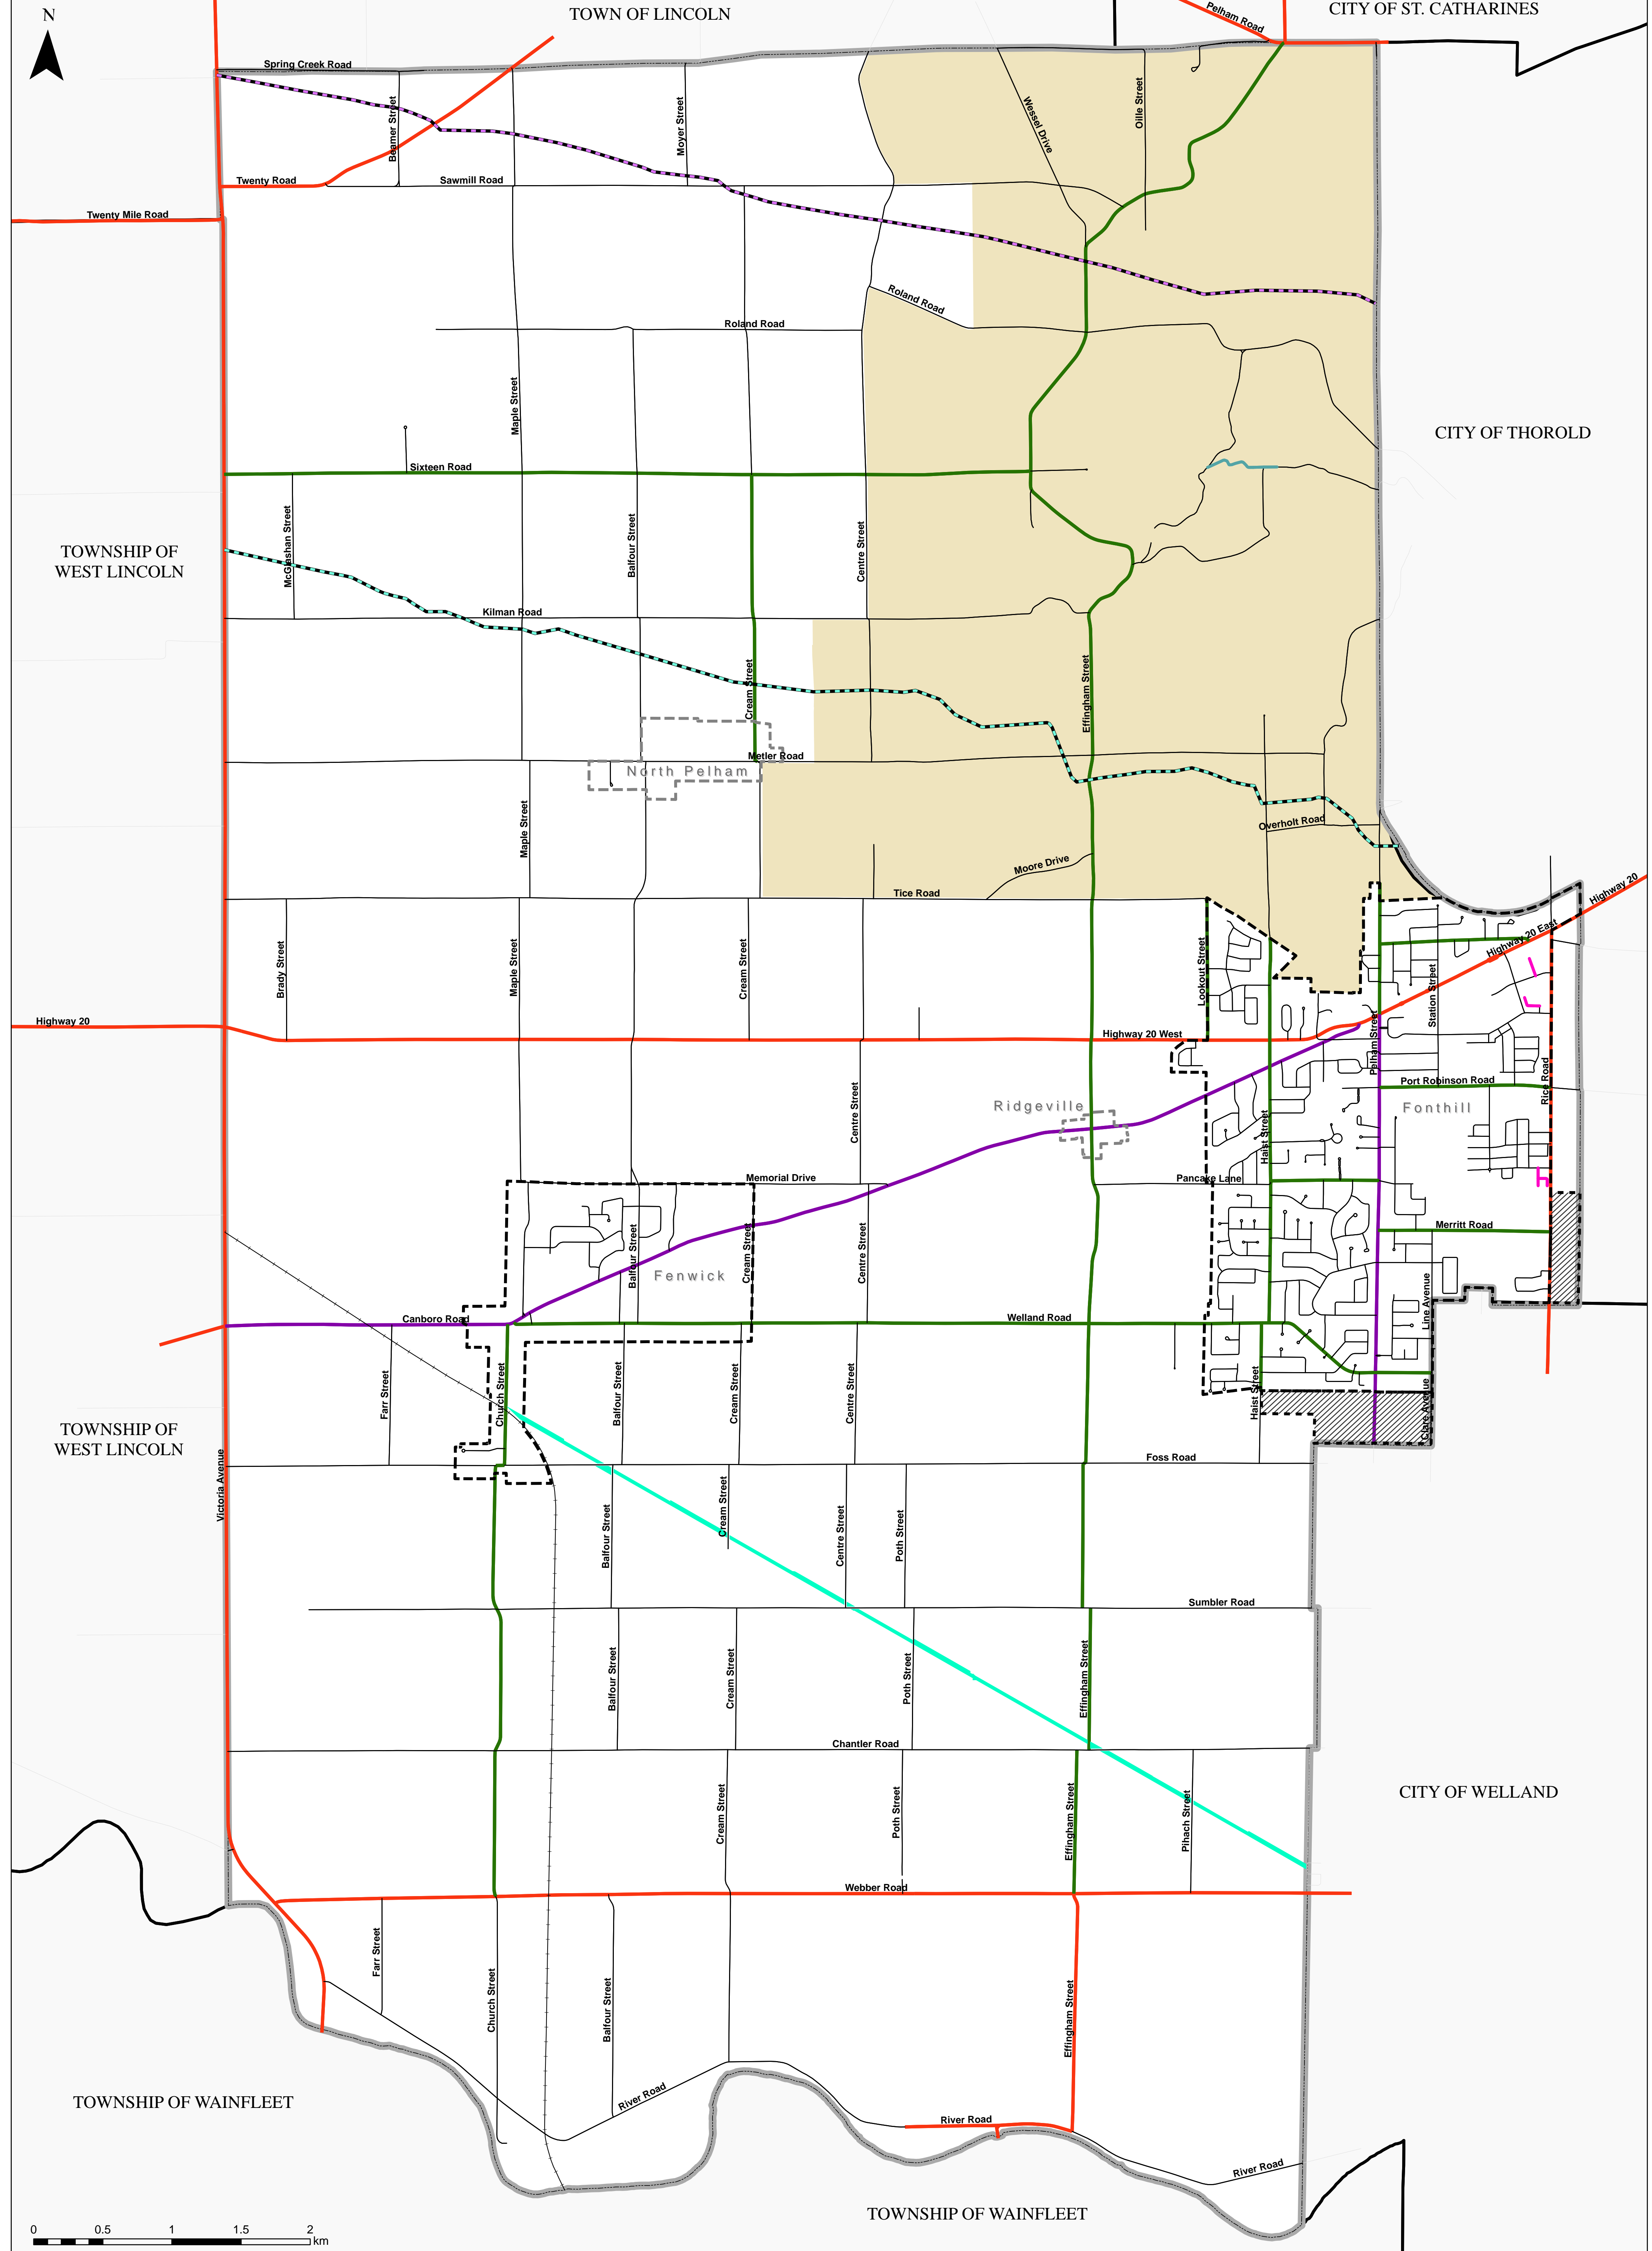 N
TOWN OF LINCOLN
CITY OF ST. CATHARINES
Pelham Road
Spring Creek Road
Beamer Street
Moyer Street
Wessel Drive
Oille Street
Twenty Road
Sawmill Road
Twenty Mile Road
Roland Road
Roland Road
Maple Street
CITY OF THOROLD
Sixteen Road
McGlashan Street
Balfour Street
Centre Street
TOWNSHIP OF
WEST LINCOLN
Kilman Road
Cream Street
Effingham Street
Metler Road
North Pelham
Maple Street
Overholt Road
Moore Drive
Tice Road
Highway 20
Highway 20 East
Brady Street
Maple Street
Cream Street
Lookout Street
Station Street
Highway 20
Highway 20 West
Pelham Street
Port Robinson Road
Rice Road
Ridgeville
Fonthill
Centre Street
Haist Street
Memorial Drive
Pancake Lane
Merritt Road
Balfour Street
Cream Street
Centre Street
Fenwick
Line Avenue
Canboro Road
Welland Road
Farr Street
Church Street
Balfour Street
Cream Street
Centre Street
Haist Street
Clare Avenue
TOWNSHIP OF
WEST LINCOLN
Victoria Avenue
Foss Road
Balfour Street
Cream Street
Centre Street
Poth Street
Sumbler Road
Balfour Street
Cream Street
Poth Street
Effingham Street
Chantler Road
CITY OF WELLAND
Cream Street
Poth Street
Effingham Street
Pihach Street
Webber Road
Farr Street
Church Street
Balfour Street
Effingham Street
TOWNSHIP OF WAINFLEET
River Road
River Road
River Road
TOWNSHIP OF WAINFLEET
0 0.5 1 1.5 2
km